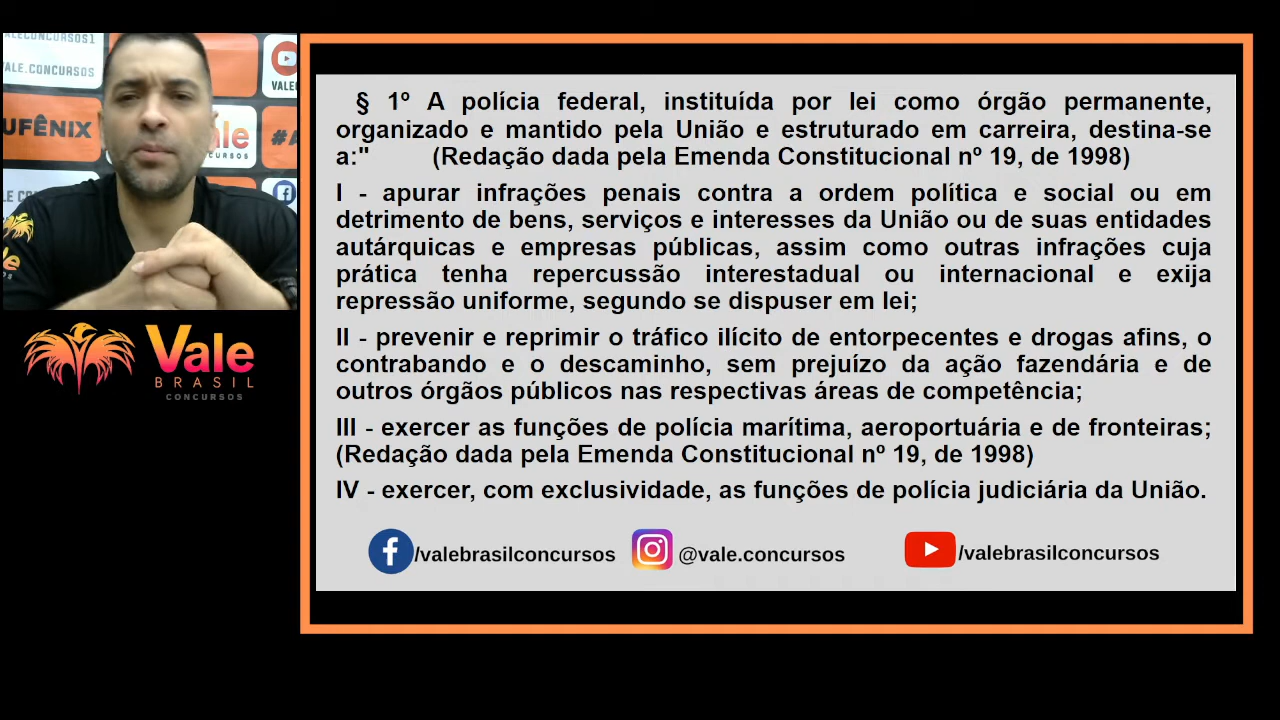 CONCURSOS1
VALE.CONCURSOS
VALEC
UFÊNIX
ale
CURSOS
#A
Vale
BRASIL
CONCURSOS
§ 1º A polícia federal, instituída por lei como órgão permanente,
organizado e mantido pela União e estruturado em carreira, destina-se
a:" (Redação dada pela Emenda Constitucional nº 19, de 1998)
I - apurar infrações penais contra a ordem política e social ou em
detrimento de bens, serviços e interesses da União ou de suas entidades
autárquicas e empresas públicas, assim como outras infrações cuja
prática tenha repercussão interestadual ou internacional e exija
repressão uniforme, segundo se dispuser em lei;
II - prevenir e reprimir o tráfico ilícito de entorpecentes e drogas afins, o
contrabando e o descaminho, sem prejuízo da ação fazendária e de
outros órgãos públicos nas respectivas áreas de competência;
III - exercer as funções de polícia marítima, aeroportuária e de fronteiras;
(Redação dada pela Emenda Constitucional nº 19, de 1998)
IV - exercer, com exclusividade, as funções de polícia judiciária da União.
/valebrasilconcursos @vale.concursos /valebrasilconcursos